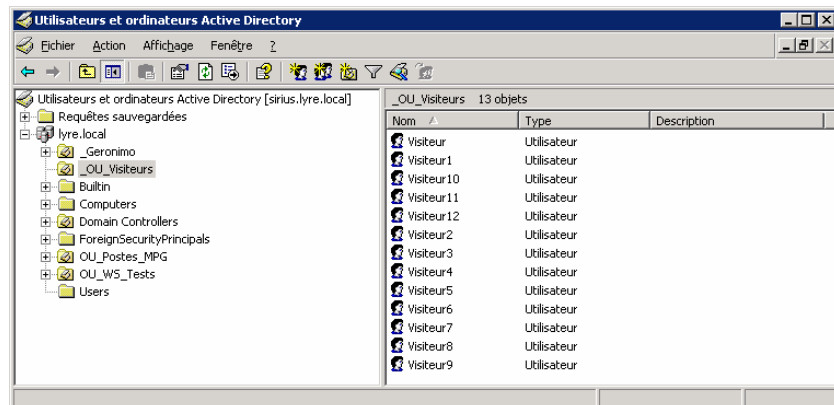 Utilisateurs et ordinateurs Active Directory
Fichier Action Affichage Fenêtre ?
Utilisateurs et ordinateurs Active Directory [sirius.lyre.local]
Requêtes sauvegardées
lyre.local
_Geronimo
_OU_Visiteurs
Builtin
Computers
Domain Controllers
ForeignSecurityPrincipals
OU_Postes_MPG
OU_WS_Tests
Users
_OU_Visiteurs 13 objets
Nom Type Description
Visiteur Utilisateur
Visiteur1 Utilisateur
Visiteur10 Utilisateur
Visiteur11 Utilisateur
Visiteur12 Utilisateur
Visiteur2 Utilisateur
Visiteur3 Utilisateur
Visiteur4 Utilisateur
Visiteur5 Utilisateur
Visiteur6 Utilisateur
Visiteur7 Utilisateur
Visiteur8 Utilisateur
Visiteur9 Utilisateur